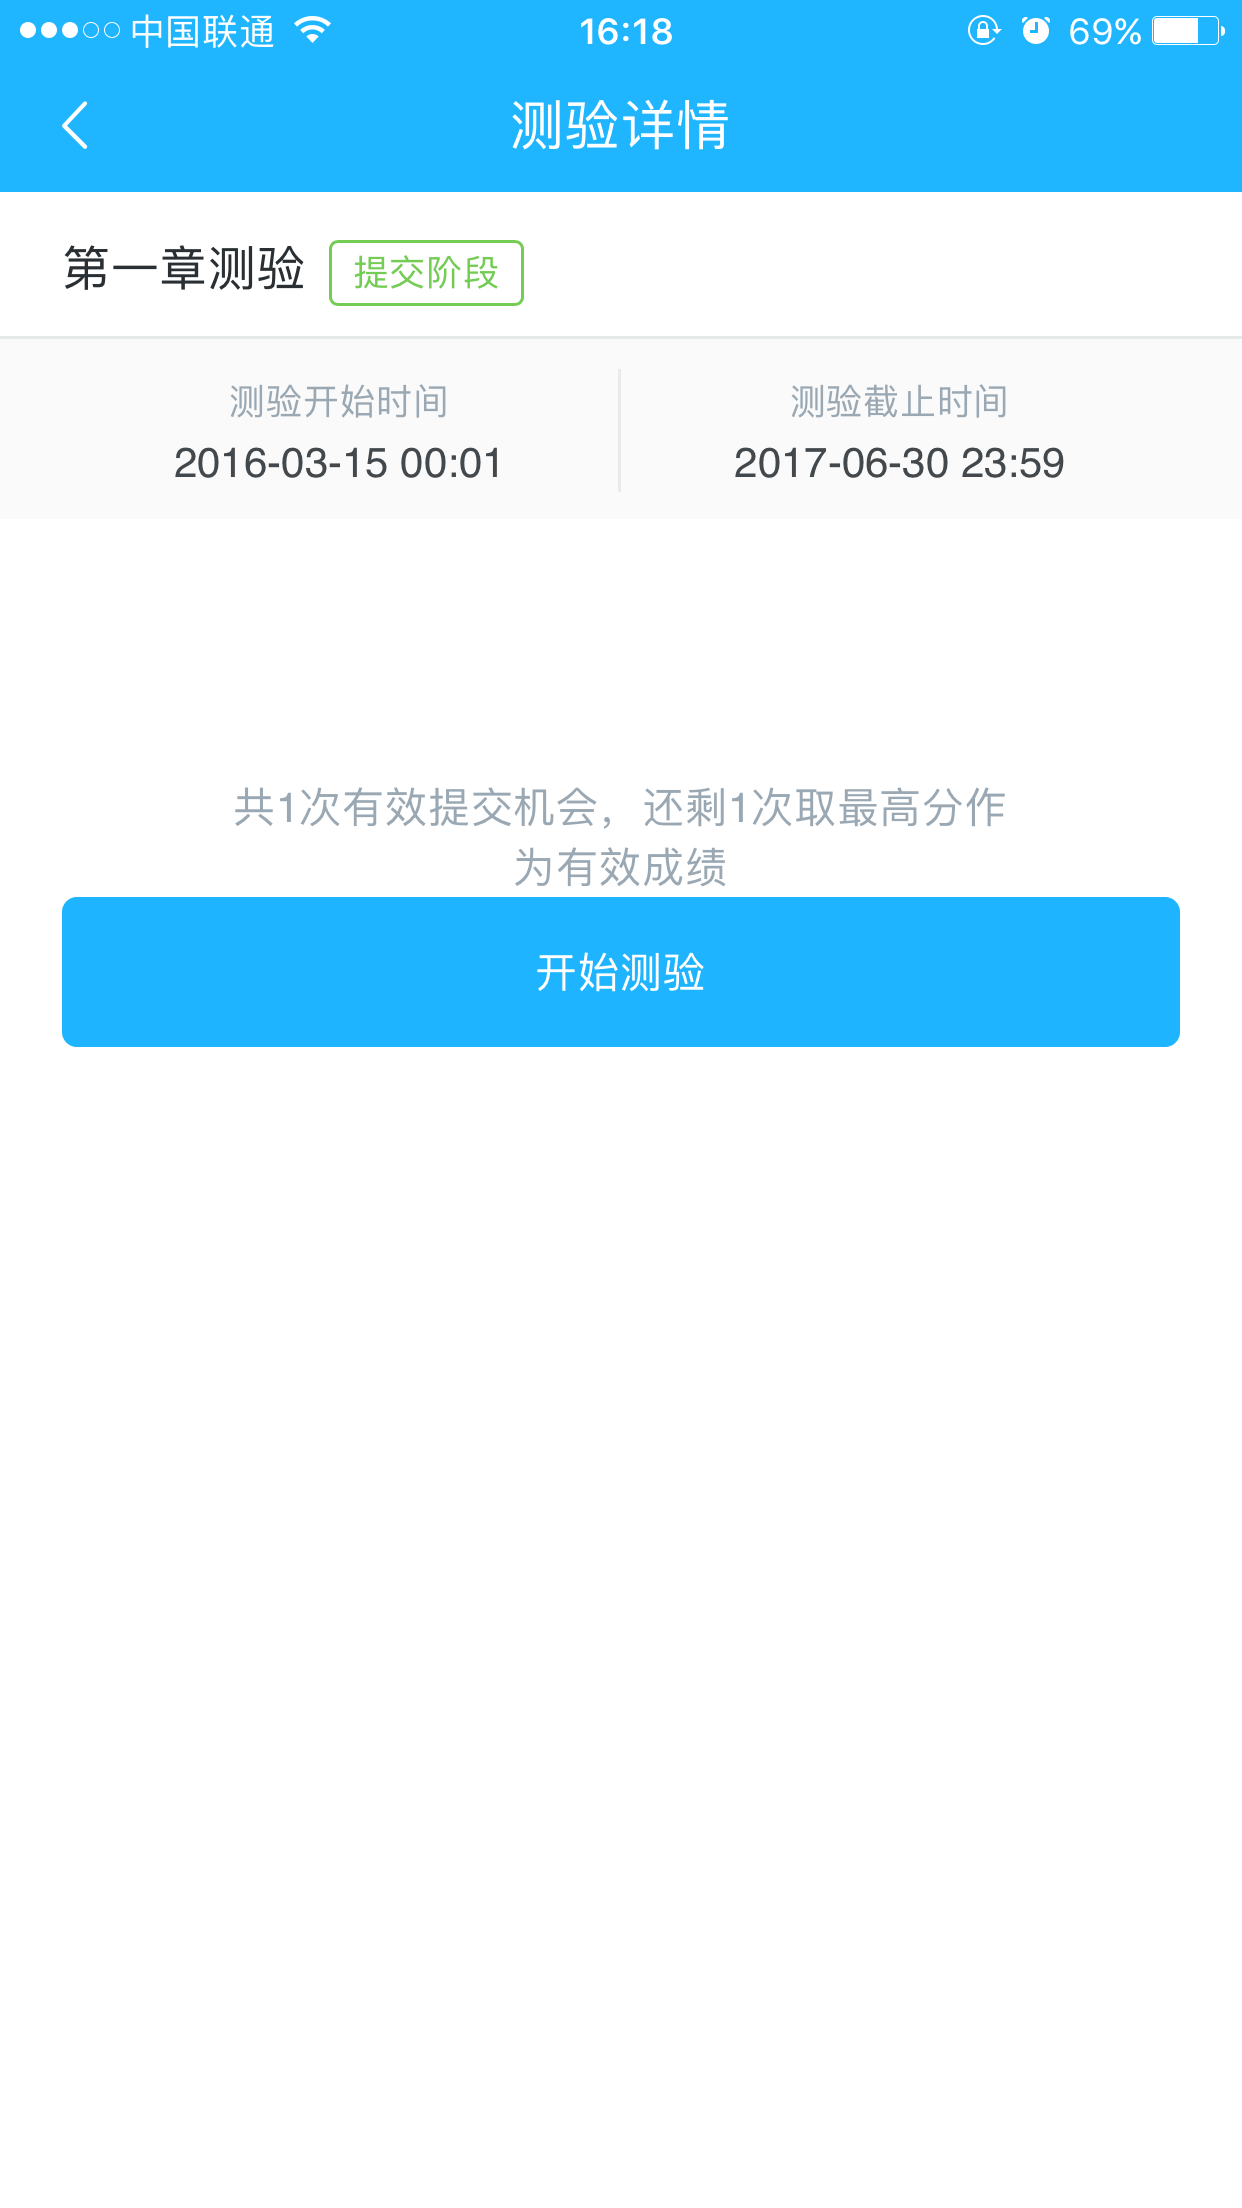 中国联通 16:18 69%
测验详情
第一章测验 提交阶段
测验开始时间 测验截止时间
2016-03-15 00:01 2017-06-30 23:59
共1次有效提交机会，还剩1次取最高分作
为有效成绩
开始测验